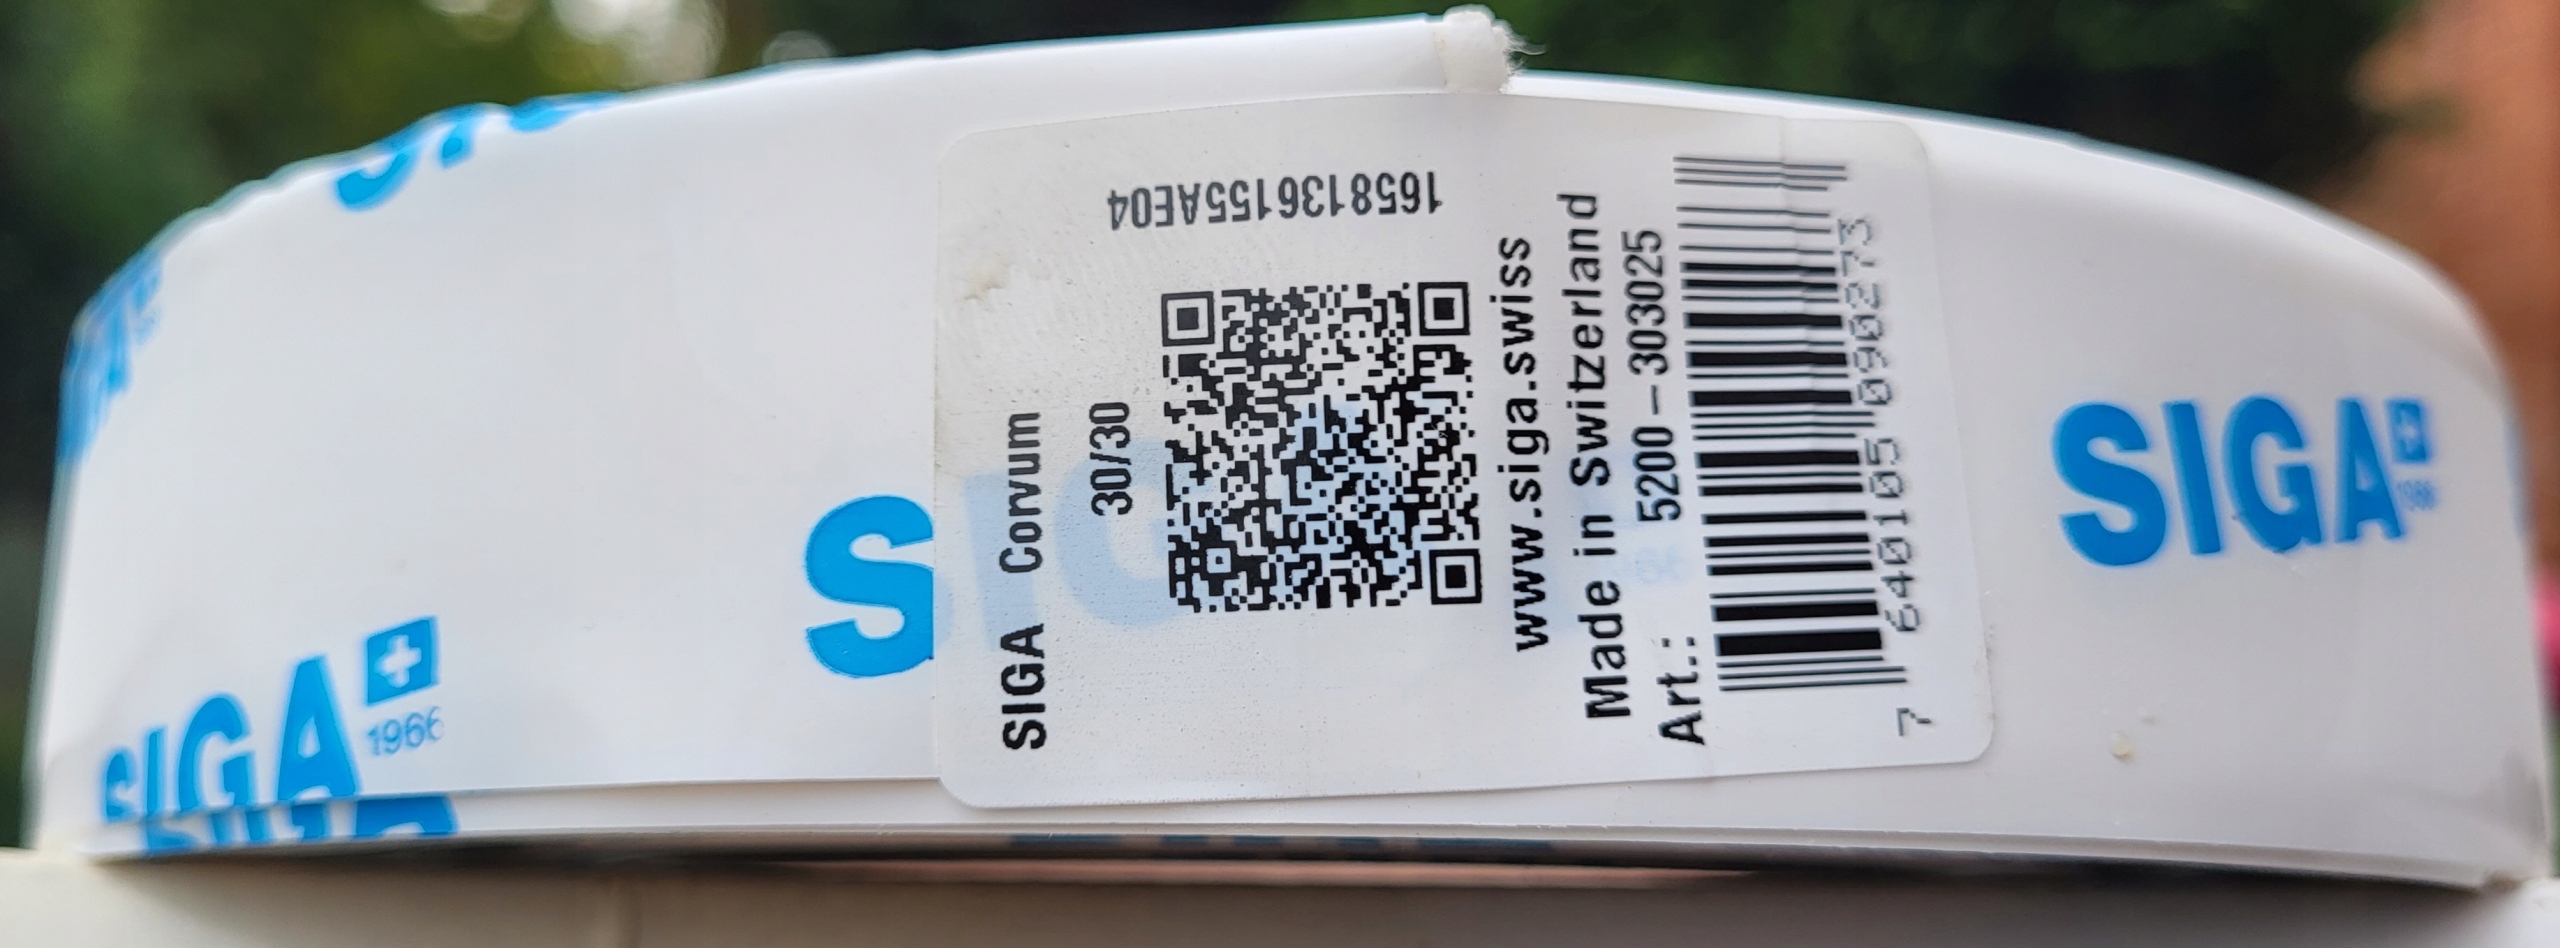 SIGA
1966
S
SIGA Corvum
30/30
1658136155AE04
www.siga.swiss
Made in Switzerland
Art.: 5200 – 303025
7 640105 090273
SIGA
1966